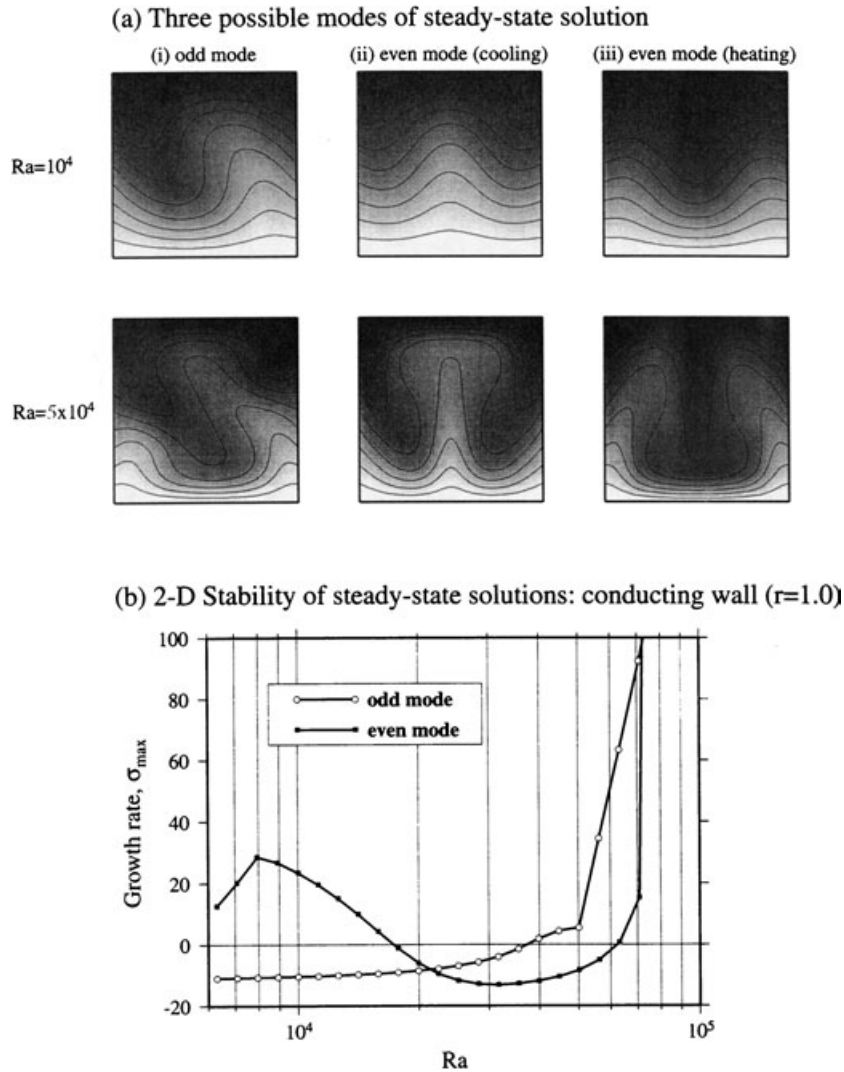 (a) Three possible modes of steady-state solution
(i) odd mode (ii) even mode (cooling) (iii) even mode (heating)
Ra=10⁴
Ra=5x10⁴
(b) 2-D Stability of steady-state solutions: conducting wall (r=1.0)
100
80
60
40
20
0
-20
Growth rate, σmax
odd mode
even mode
10⁴ 10⁵
Ra